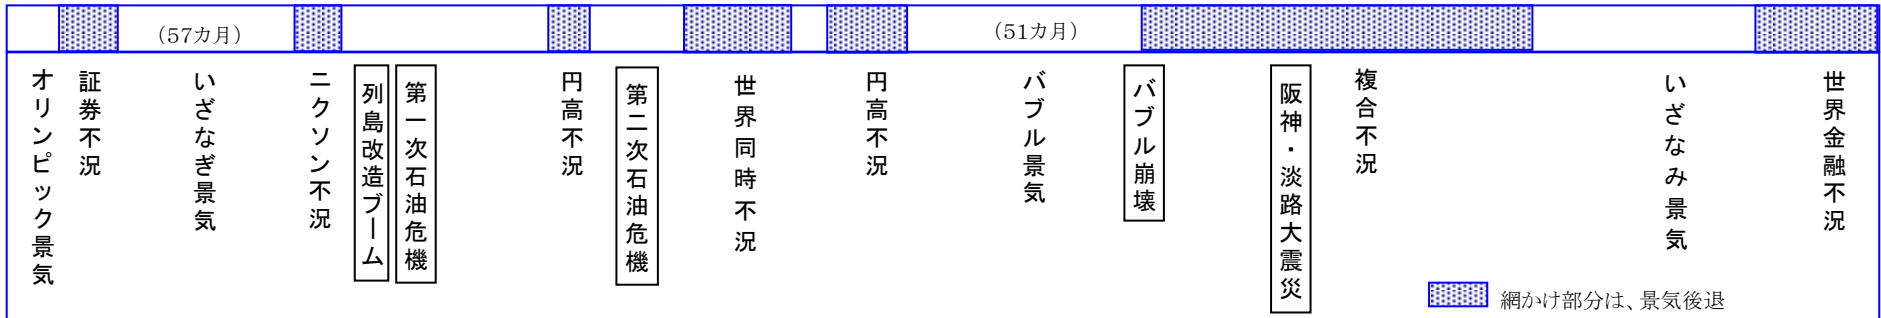 （57カ月）
（51カ月）
オリンピック景気
証券不況
いざなぎ景気
ニクソン不況
列島改造ブーム
第一次石油危機
円高不況
第二次石油危機
世界同時不況
円高不況
バブル景気
バブル崩壊
阪神・淡路大震災
複合不況
いざなみ景気
世界金融不況
網かけ部分は、景気後退